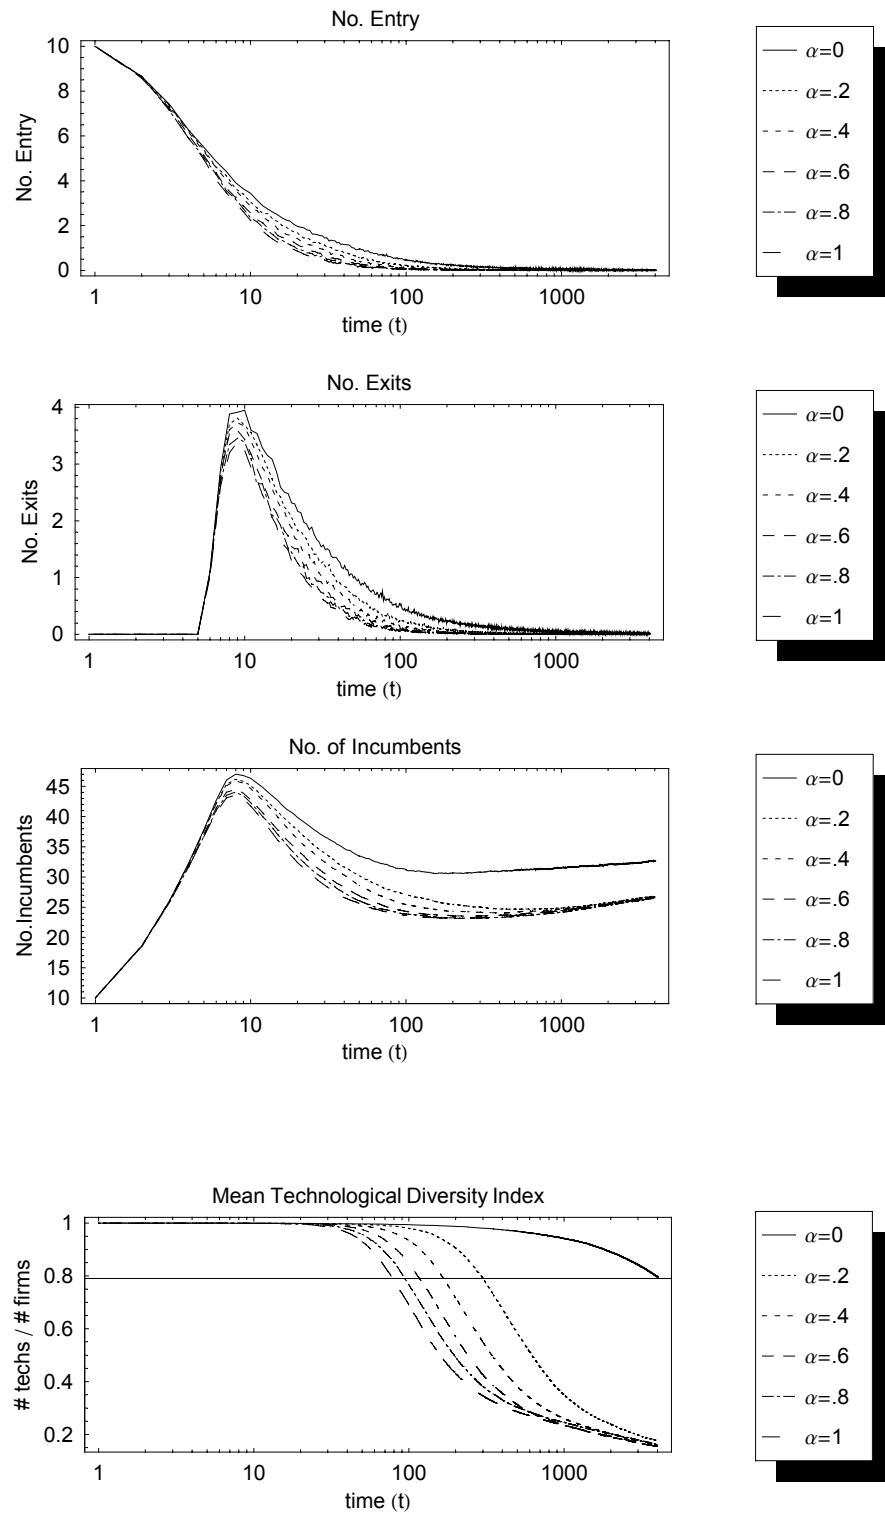 No. Entry
No. Entry
10
8
6
4
2
0
1 10 100 1000
time (t)
α=0
α=.2
α=.4
α=.6
α=.8
α=1
No. Exits
No. Exits
4
3
2
1
0
1 10 100 1000
time (t)
α=0
α=.2
α=.4
α=.6
α=.8
α=1
No. of Incumbents
No.Incumbents
45
40
35
30
25
20
15
10
1 10 100 1000
time (t)
α=0
α=.2
α=.4
α=.6
α=.8
α=1
Mean Technological Diversity Index
# techs / # firms
1
0.8
0.6
0.4
0.2
1 10 100 1000
time (t)
α=0
α=.2
α=.4
α=.6
α=.8
α=1